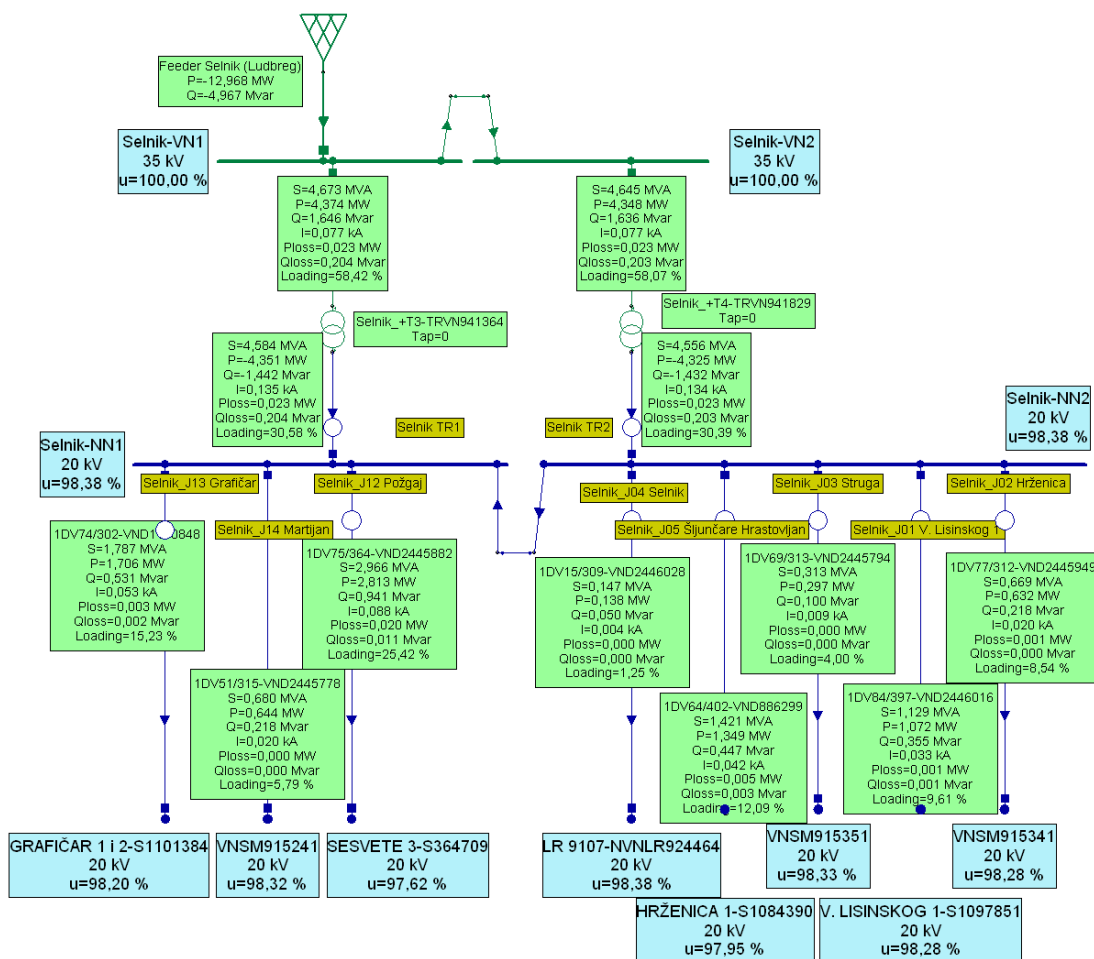 Feeder Selnik (Ludbreg)
P=-12,968 MW
Q=-4,967 Mvar
Selnik-VN1
35 kV
u=100,00 %
Selnik-VN2
35 kV
u=100,00 %
S=4,673 MVA
P=4,374 MW
Q=1,646 Mvar
I=0,077 kA
Ploss=0,023 MW
Qloss=0,204 Mvar
Loading=58,42 %
S=4,645 MVA
P=4,348 MW
Q=1,636 Mvar
I=0,077 kA
Ploss=0,023 MW
Qloss=0,203 Mvar
Loading=58,07 %
Selnik_+T3-TRVN941364
Tap=0
Selnik_+T4-TRVN941829
Tap=0
S=4,584 MVA
P=-4,351 MW
Q=-1,442 Mvar
I=0,135 kA
Ploss=0,023 MW
Qloss=0,204 Mvar
Loading=30,58 %
S=4,556 MVA
P=-4,325 MW
Q=-1,432 Mvar
I=0,134 kA
Ploss=0,023 MW
Qloss=0,203 Mvar
Loading=30,39 %
Selnik TR1
Selnik TR2
Selnik-NN1
20 kV
u=98,38 %
Selnik-NN2
20 kV
u=98,38 %
Selnik_J13 Grafičar
Selnik_J12 Požgaj
Selnik_J04 Selnik
Selnik_J03 Struga
Selnik_J02 Hrženica
Selnik_J14 Martijan
Selnik_J05 Šljunčare Hrastovljan
Selnik_J01 V. Lisinskog 1
S=1,787 MVA
P=1,706 MW
Q=0,531 Mvar
I=0,053 kA
Ploss=0,003 MW
Qloss=0,002 Mvar
Loading=15,23 %
1DV75/364-VND2445882
S=2,966 MVA
P=2,813 MW
Q=0,941 Mvar
I=0,088 kA
Ploss=0,020 MW
Qloss=0,011 Mvar
Loading=25,42 %
1DV15/309-VND2446028
S=0,147 MVA
P=0,138 MW
Q=0,050 Mvar
I=0,004 kA
Ploss=0,000 MW
Qloss=0,000 Mvar
Loading=1,25 %
1DV69/313-VND2445794
S=0,313 MVA
P=0,297 MW
Q=0,100 Mvar
I=0,009 kA
Ploss=0,000 MW
Qloss=0,000 Mvar
Loading=4,00 %
1DV77/312-VND2445949
S=0,669 MVA
P=0,632 MW
Q=0,218 Mvar
I=0,020 kA
Ploss=0,001 MW
Qloss=0,000 Mvar
Loading=8,54 %
1DV51/315-VND2445778
S=0,680 MVA
P=0,644 MW
Q=0,218 Mvar
I=0,020 kA
Ploss=0,000 MW
Qloss=0,000 Mvar
Loading=5,79 %
1DV64/402-VND886299
S=1,421 MVA
P=1,349 MW
Q=0,447 Mvar
I=0,042 kA
Ploss=0,005 MW
Qloss=0,003 Mvar
Loading=12,09 %
1DV84/397-VND2446016
S=1,129 MVA
P=1,072 MW
Q=0,355 Mvar
I=0,033 kA
Ploss=0,001 MW
Qloss=0,001 Mvar
Loading=9,61 %
GRAFIČAR 1 i 2-S1101384
20 kV
u=98,20 %
VNSM915241
20 kV
u=98,32 %
SESVETE 3-S364709
20 kV
u=97,62 %
LR 9107-NVNLR924464
20 kV
u=98,38 %
VNSM915351
20 kV
u=98,33 %
VNSM915341
20 kV
u=98,28 %
HRŽENICA 1-S1084390
20 kV
u=97,95 %
V. LISINSKOG 1-S1097851
20 kV
u=98,28 %